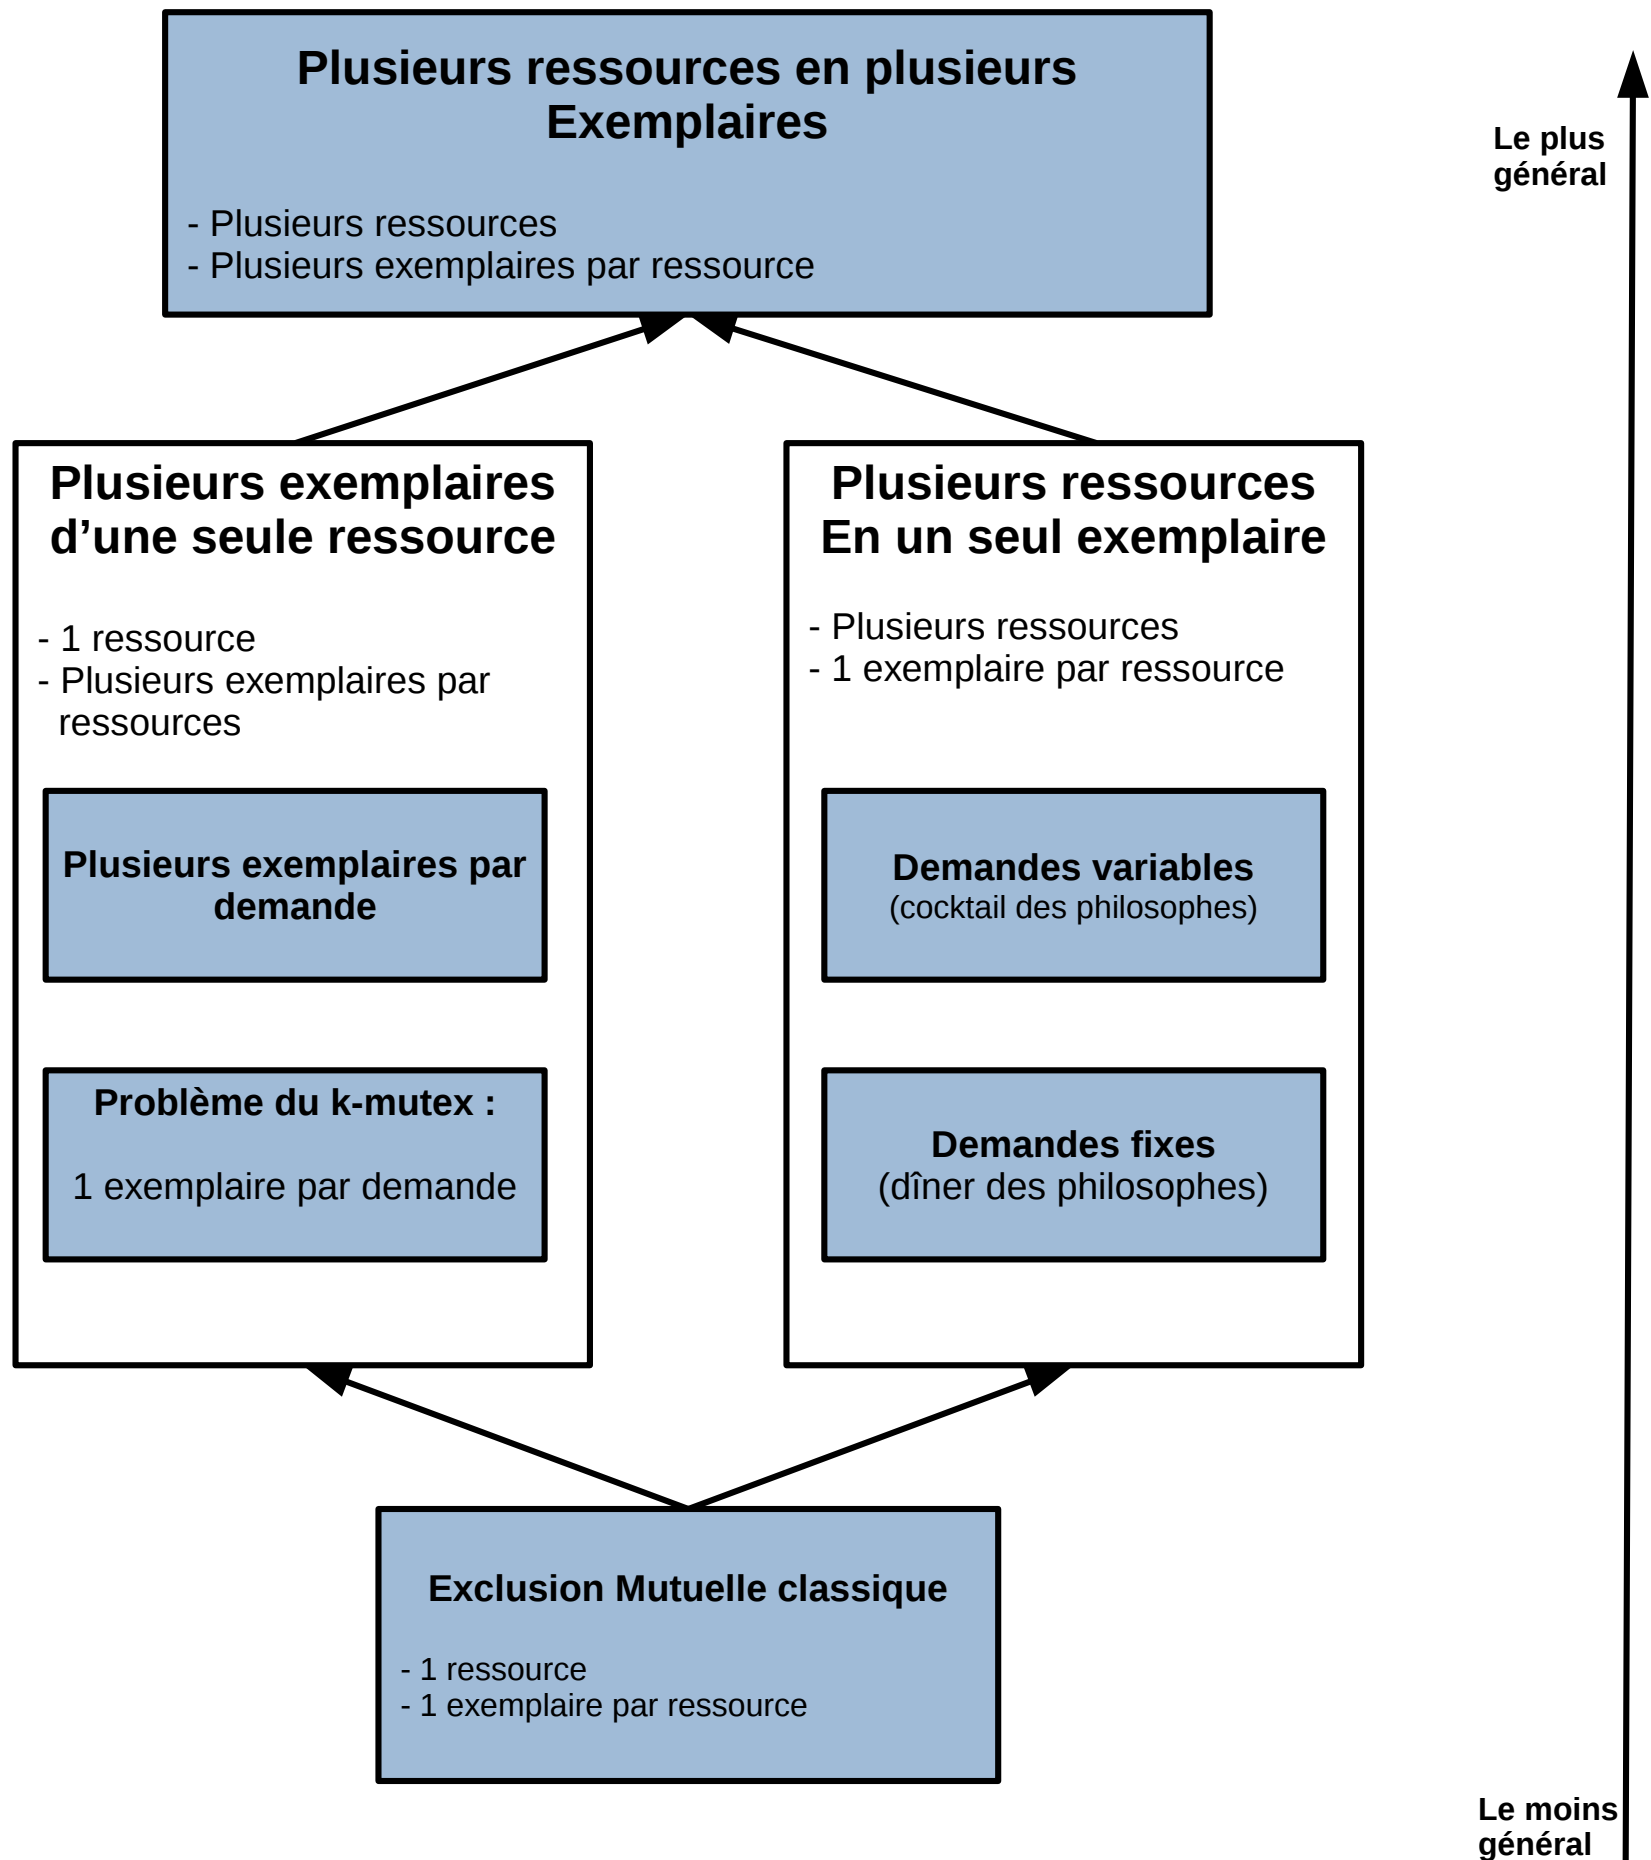 Plusieurs ressources en plusieurs
Exemplaires
- Plusieurs ressources
- Plusieurs exemplaires par ressource
Le plus
général
Plusieurs exemplaires
d’une seule ressource
- 1 ressource
- Plusieurs exemplaires par
ressources
Plusieurs exemplaires par
demande
Problème du k-mutex :
1 exemplaire par demande
Plusieurs ressources
En un seul exemplaire
- Plusieurs ressources
- 1 exemplaire par ressource
Demandes variables
(cocktail des philosophes)
Demandes fixes
(dîner des philosophes)
Exclusion Mutuelle classique
- 1 ressource
- 1 exemplaire par ressource
Le moins
général